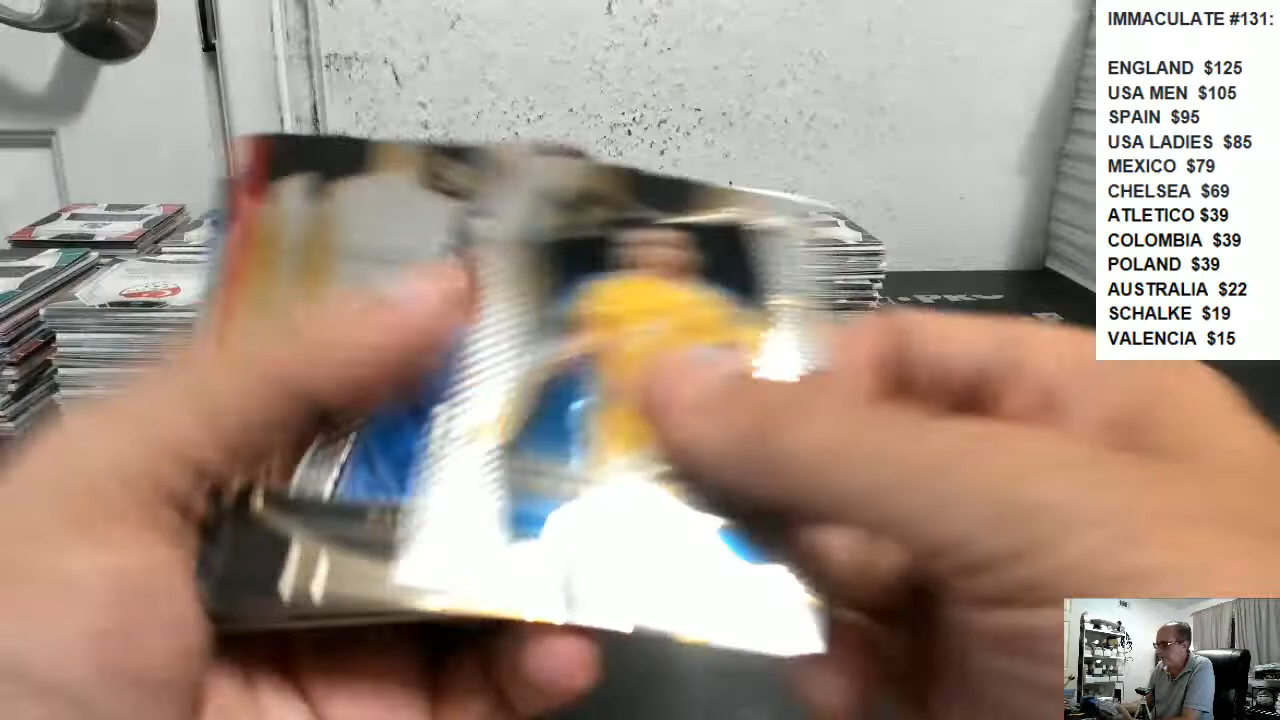 IMMACULATE #131:
ENGLAND $125
USA MEN $105
SPAIN $95
USA LADIES $85
MEXICO $79
CHELSEA $69
ATLETICO $39
COLOMBIA $39
POLAND $39
AUSTRALIA $22
SCHALKE $19
VALENCIA $15